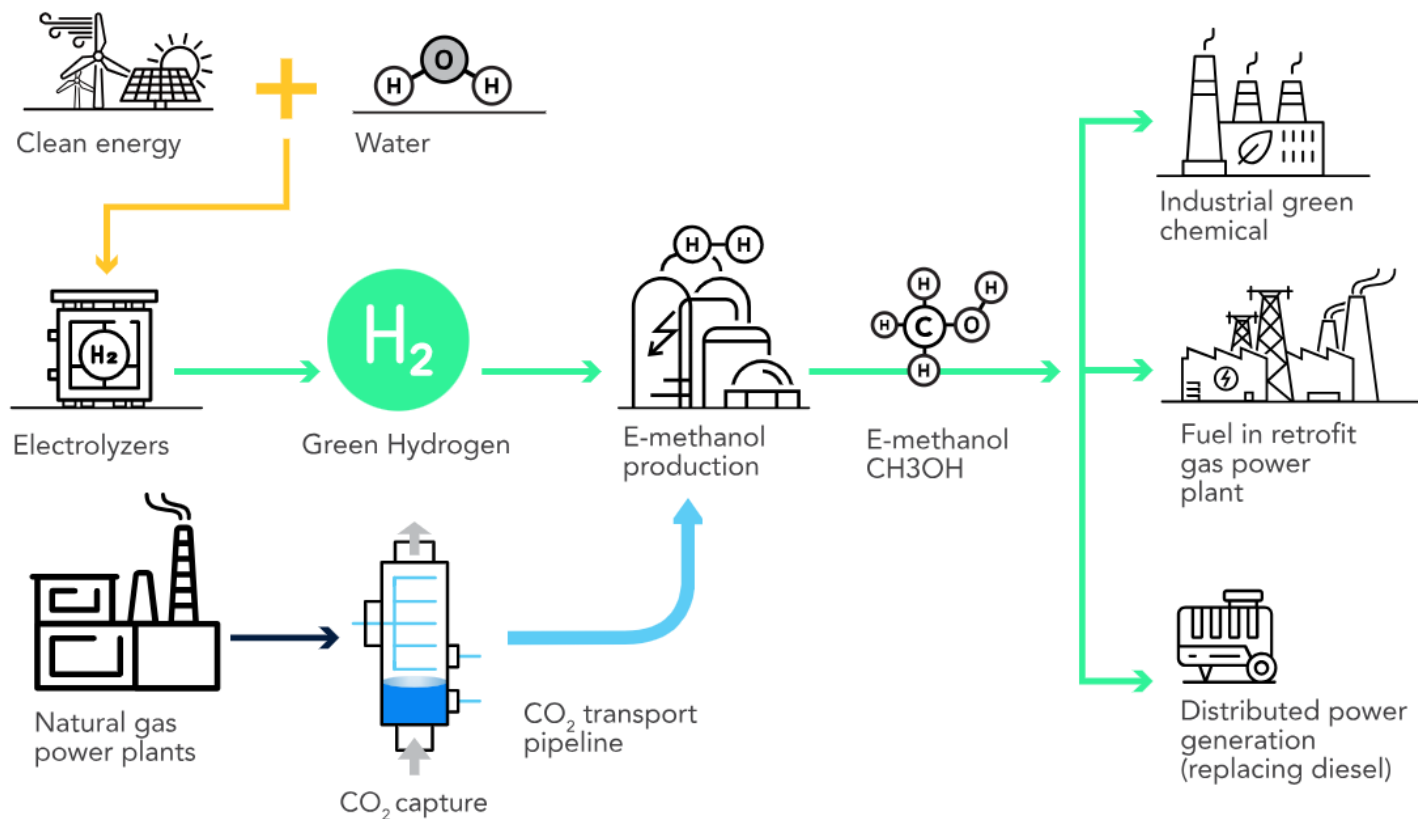 O
H H
Clean energy
Water
Industrial green
chemical
H H
H
H
H C O
H
H₂
H₂
Electrolyzers
Green Hydrogen
E-methanol
production
E-methanol
CH3OH
Fuel in retrofit
gas power
plant
Natural gas
power plants
CO₂ transport
pipeline
CO₂ capture
Distributed power
generation
(replacing diesel)